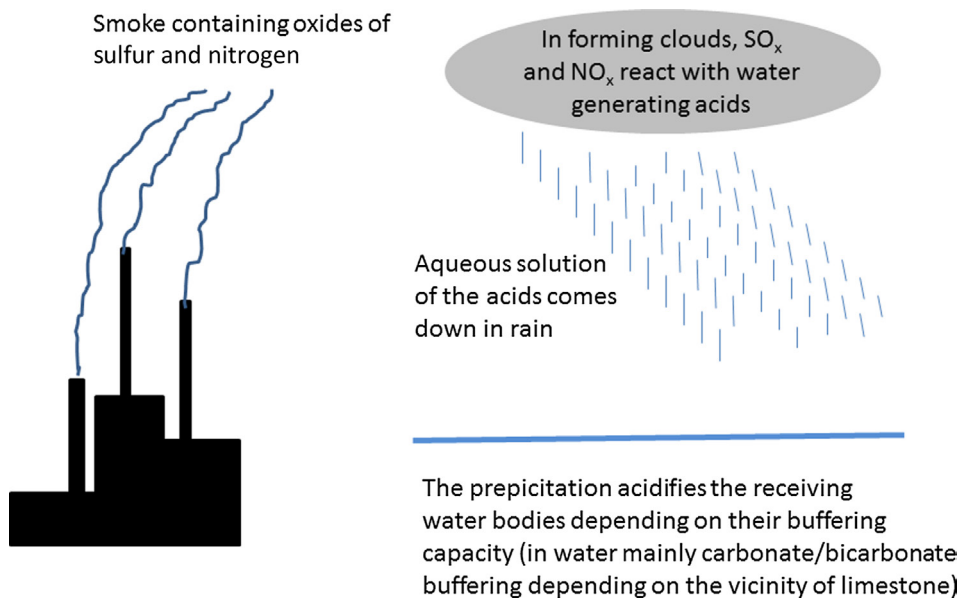 Smoke containing oxides of
sulfur and nitrogen
In forming clouds, SOx
and NOx react with water
generating acids
Aqueous solution
of the acids comes
down in rain
The prepicitation acidifies the receiving
water bodies depending on their buffering
capacity (in water mainly carbonate/bicarbonate
buffering depending on the vicinity of limestone)